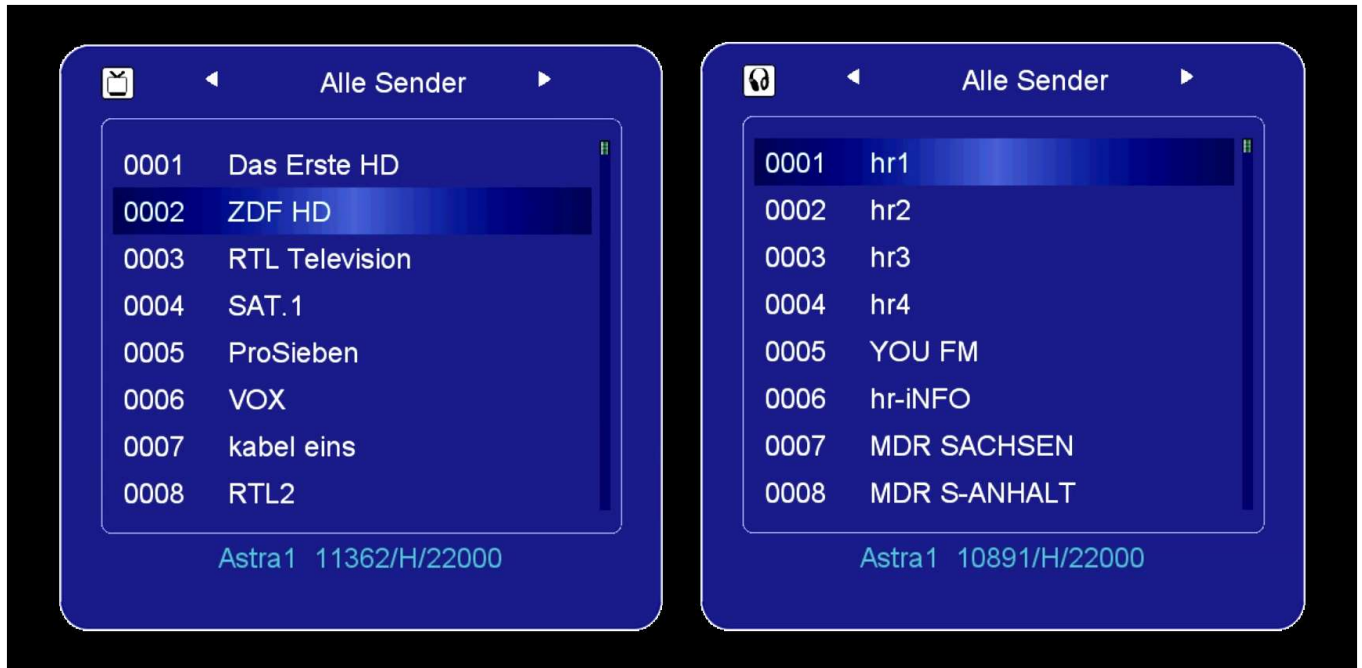 Alle Sender
0001 Das Erste HD
0002 ZDF HD
0003 RTL Television
0004 SAT.1
0005 ProSieben
0006 VOX
0007 kabel eins
0008 RTL2
Astra1 11362/H/22000
Alle Sender
0001 hr1
0002 hr2
0003 hr3
0004 hr4
0005 YOU FM
0006 hr-iNFO
0007 MDR SACHSEN
0008 MDR S-ANHALT
Astra1 10891/H/22000